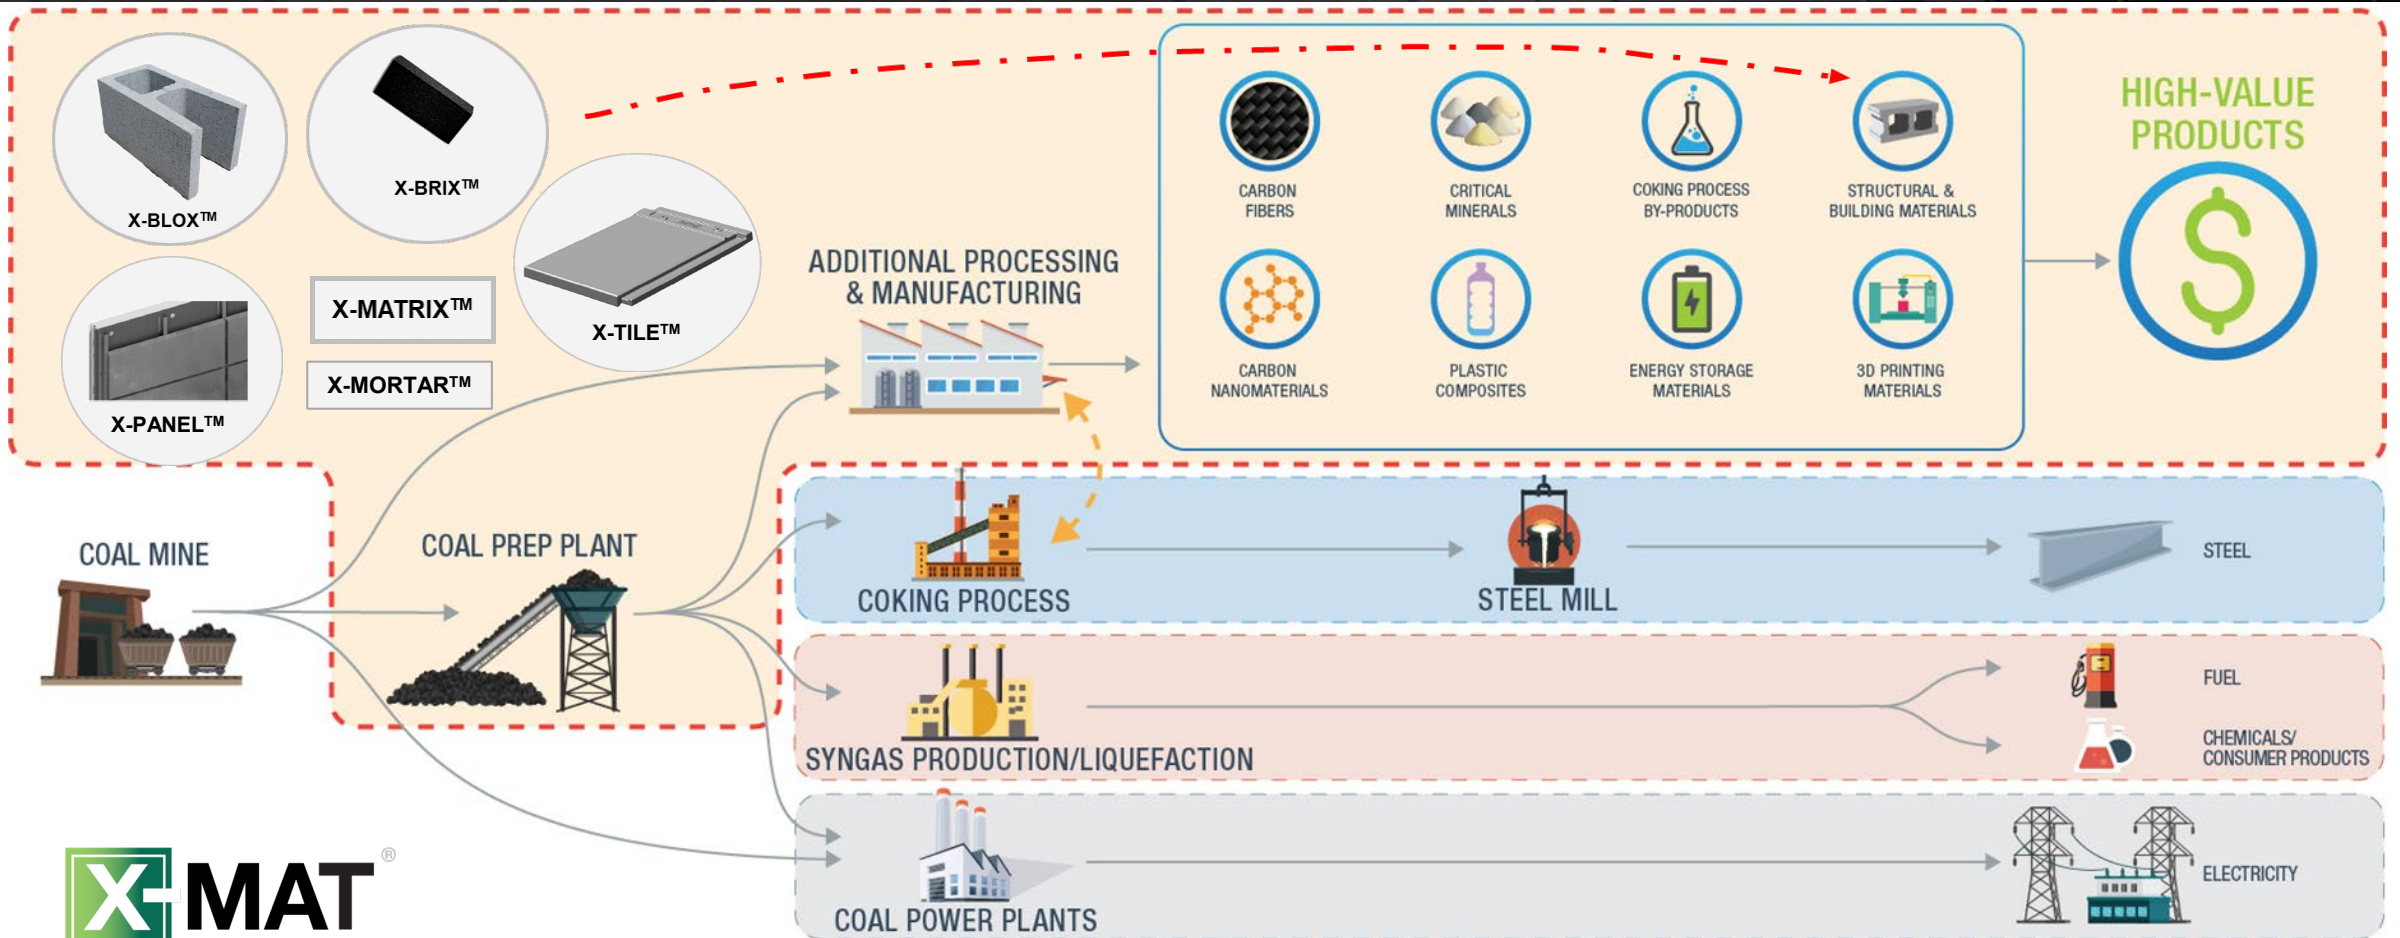 X-BLOX™
X-BRIX™
X-TILE™
X-PANEL™
X-MATRIX™
X-MORTAR™
ADDITIONAL PROCESSING
& MANUFACTURING
CARBON
FIBERS
CRITICAL
MINERALS
COKING PROCESS
BY-PRODUCTS
STRUCTURAL &
BUILDING MATERIALS
CARBON
NANOMATERIALS
PLASTIC
COMPOSITES
ENERGY STORAGE
MATERIALS
3D PRINTING
MATERIALS
HIGH-VALUE
PRODUCTS
$
COAL MINE
COAL PREP PLANT
COKING PROCESS
STEEL MILL
STEEL
SYNGAS PRODUCTION/LIQUEFACTION
FUEL
CHEMICALS/
CONSUMER PRODUCTS
COAL POWER PLANTS
ELECTRICITY
X-MAT®